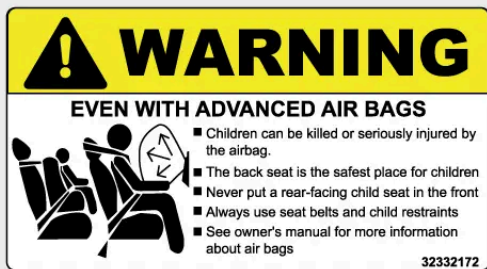 WARNING
EVEN WITH ADVANCED AIR BAGS
■ Children can be killed or seriously injured by
the airbag.
■ The back seat is the safest place for children
■ Never put a rear-facing child seat in the front
■ Always use seat belts and child restraints
■ See owner's manual for more information
about air bags
32332172